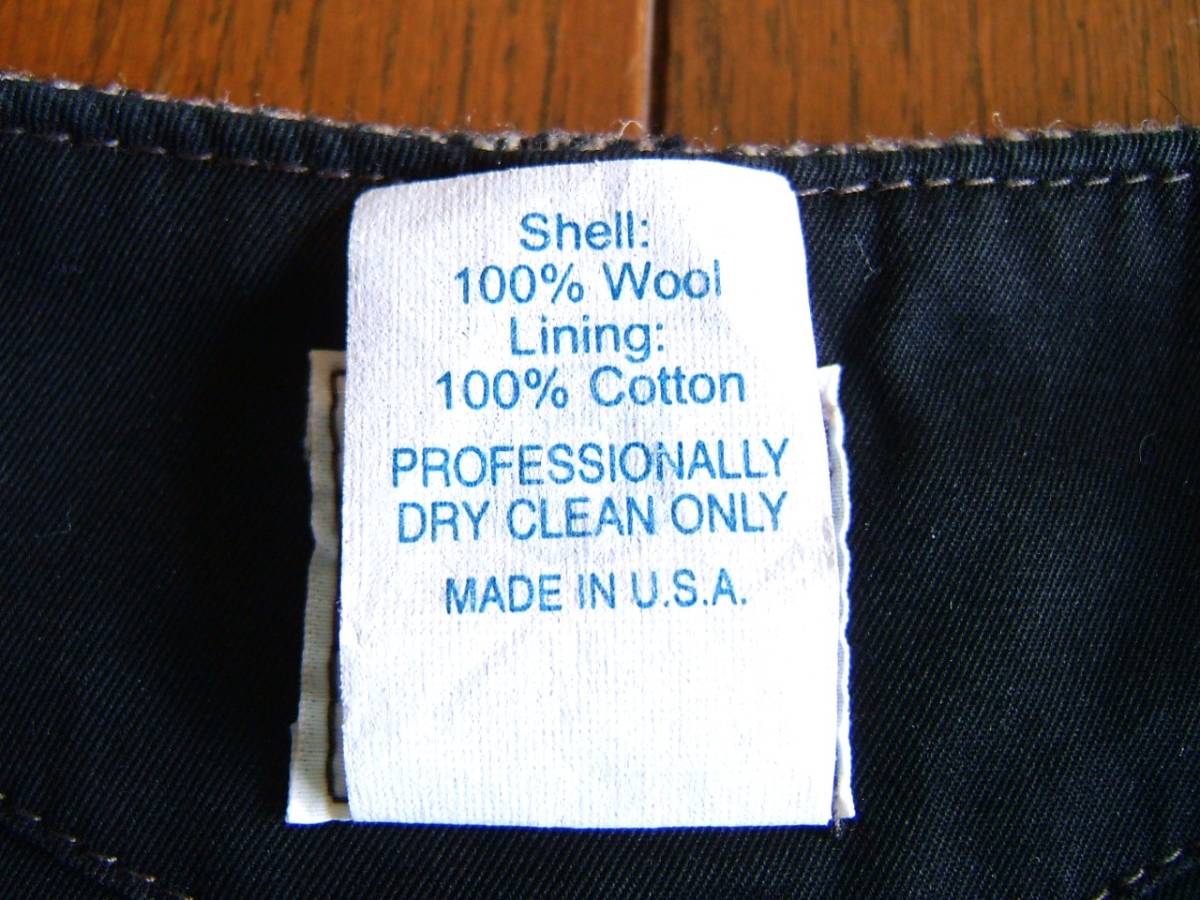 Shell:
100% Wool
Lining:
100% Cotton
PROFESSIONALLY
DRY CLEAN ONLY
MADE IN U.S.A.